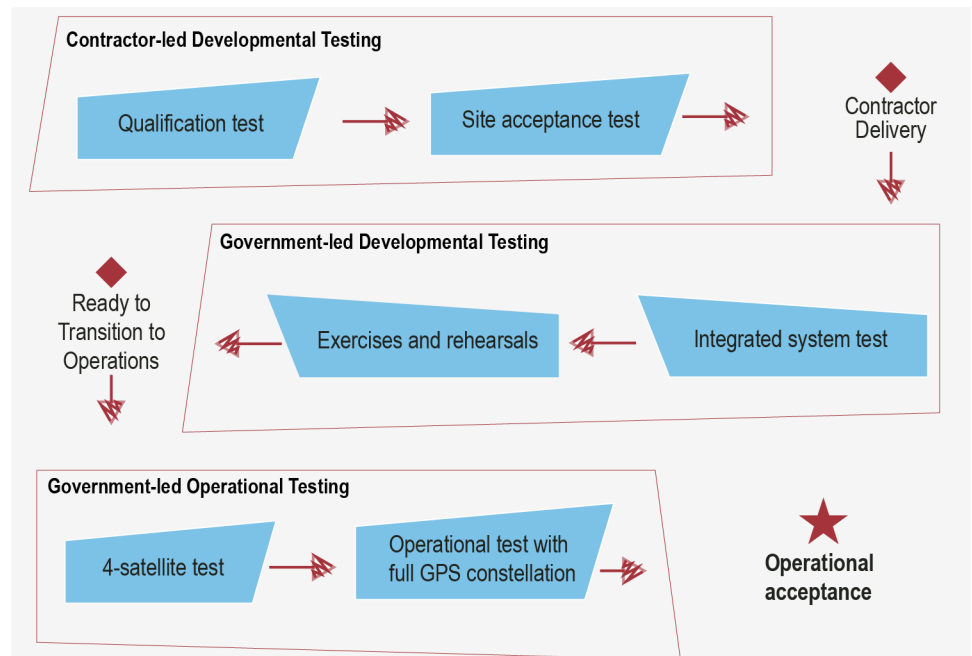 Contractor-led Developmental Testing
Qualification test
Site acceptance test
Contractor
Delivery
Government-led Developmental Testing
Ready to
Transition to
Operations
Exercises and rehearsals
Integrated system test
Government-led Operational Testing
4-satellite test
Operational test with
full GPS constellation
Operational
acceptance